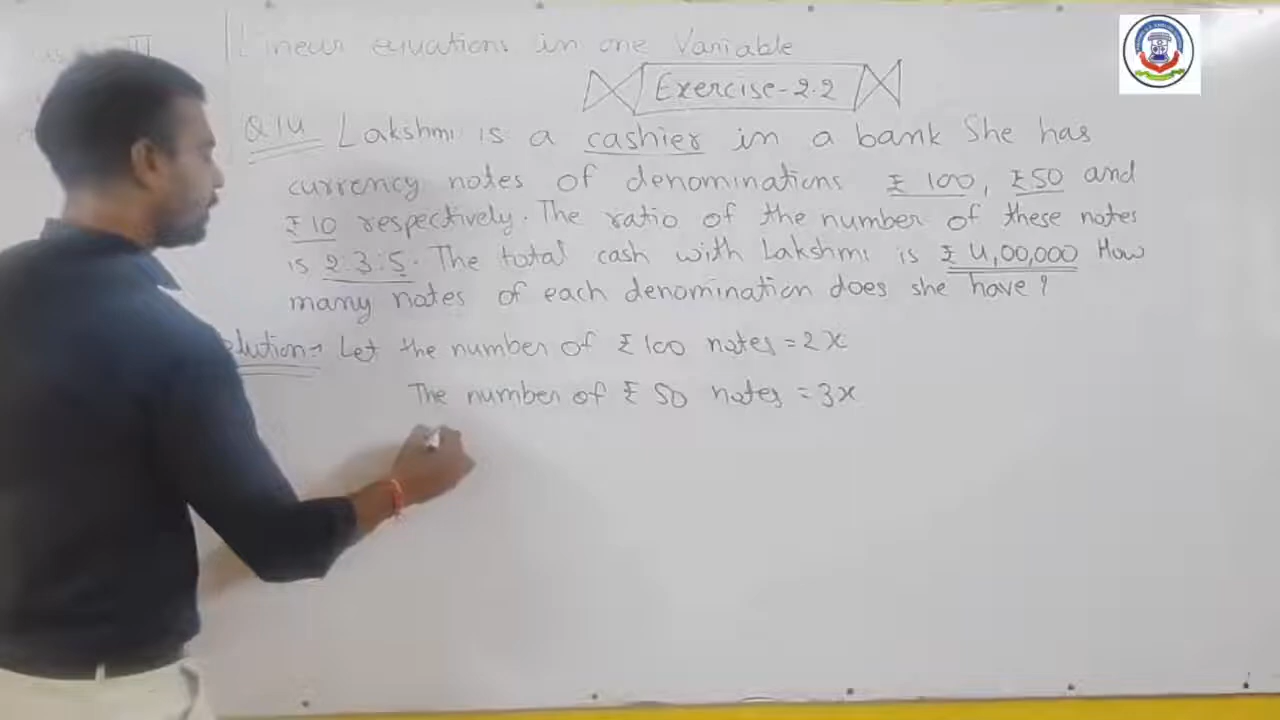 III
Linear equations in one Variable
Exercise-2.2
Q14 Lakshmi is a cashier in a bank She has
currency notes of denominations ₹ 100, ₹50 and
₹10 respectively. The ratio of the number of these notes
is 2:3:5. The total cash with Lakshmi is ₹ 4,00,000 How
many notes of each denomination does she have?
lution:- Let the number of ₹ 100 notes = 2x
The number of ₹ 50 notes = 3x